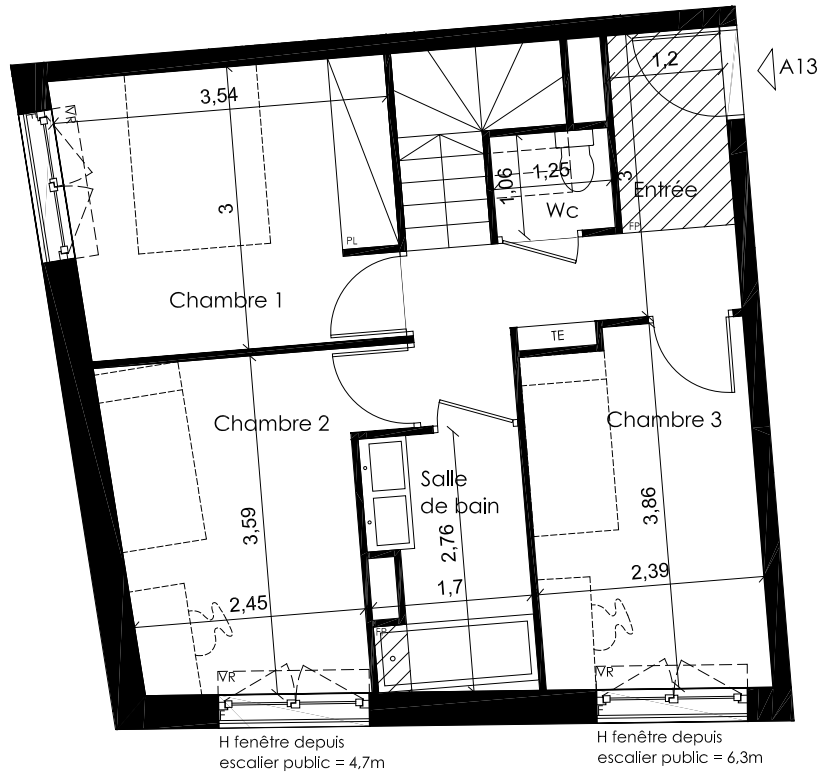 A13
1,2
3,54
VR
3
PL
1,06
1,25
Wc
3
Entrée
FP
Chambre 1
TE
Chambre 2
Chambre 3
Salle
de bain
3,59
2,76
3,86
2,45
1,7
2,39
FP
VR
VR
H fenêtre depuis
escalier public = 4,7m
H fenêtre depuis
escalier public = 6,3m